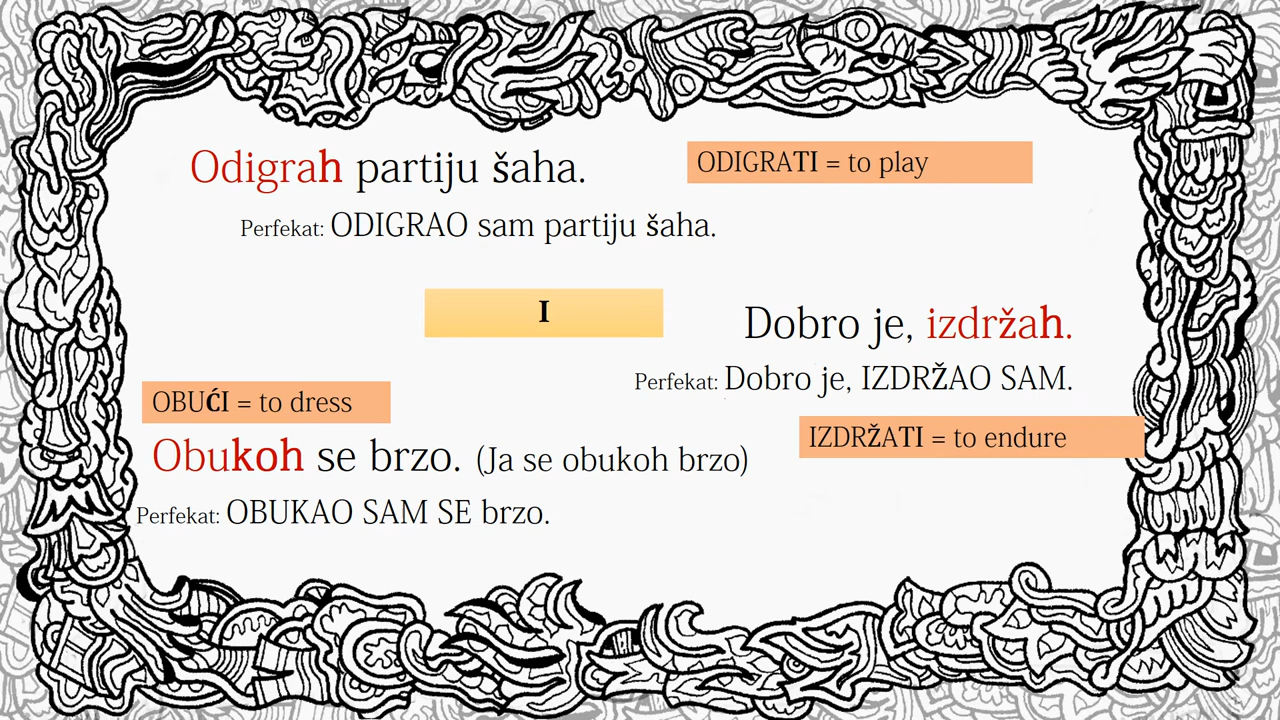 Odigrah partiju šaha.
ODIGRATI = to play
Perfekat: ODIGRAO sam partiju šaha.
I
Dobro je, izdržah.
Perfekat: Dobro je, IZDRŽAO SAM.
IZDRŽATI = to endure
OBUĆI = to dress
Obukoh se brzo. (Ja se obukoh brzo)
Perfekat: OBUKAO SAM SE brzo.